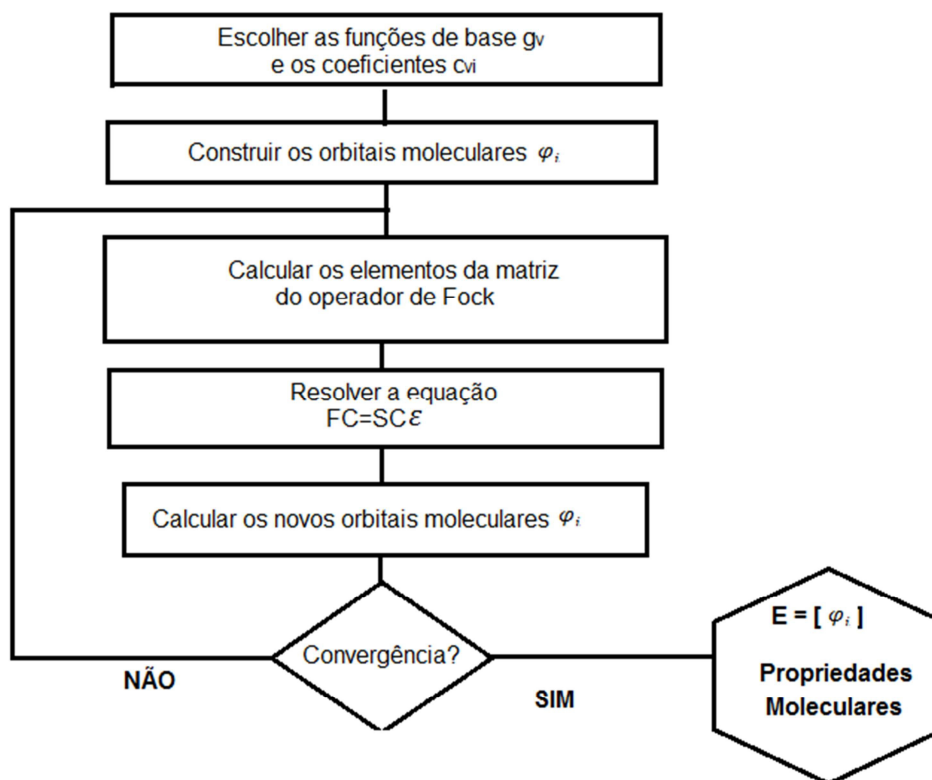 Escolher as funções de base gv
e os coeficientes cvi
Construir os orbitais moleculares φi
Calcular os elementos da matriz
do operador de Fock
Resolver a equação
FC=SCε
Calcular os novos orbitais moleculares φi
Convergência?
NÃO
SIM
E = [ φi ]
Propriedades
Moleculares